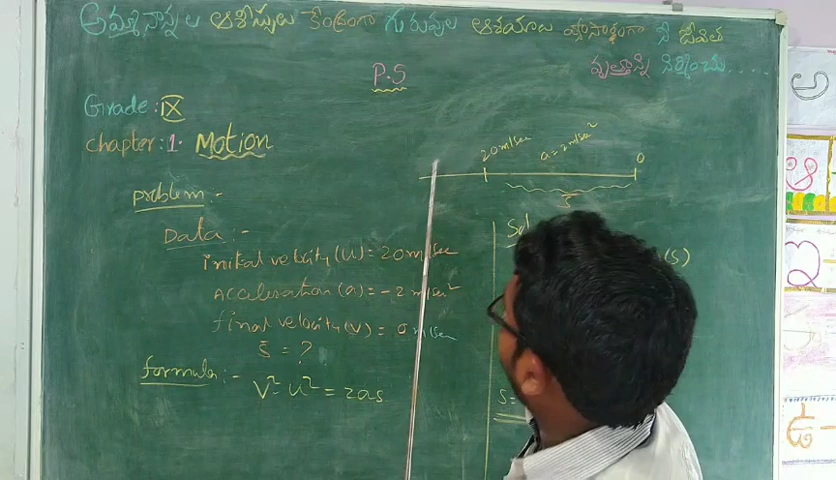 అమ్మానాన్నల ఆశీస్సులు కేంద్రంగా గురువుల ఆశయాలు వ్యాసార్థంగా నీ జీవిత
వృత్తాన్ని నిర్మించు.....
P.S
Grade : IX
chapter : 1. Motion
problem :-
Data :-
initial velocity (u) = 20 m/sec
Acceleration (a) = -2 m/sec²
final velocity (v) = 0 m/sec
s = ?
formula :- v² - u² = 2as
20 m/sec
a = 2 m/sec²
0
s
Sol
(s)
s =